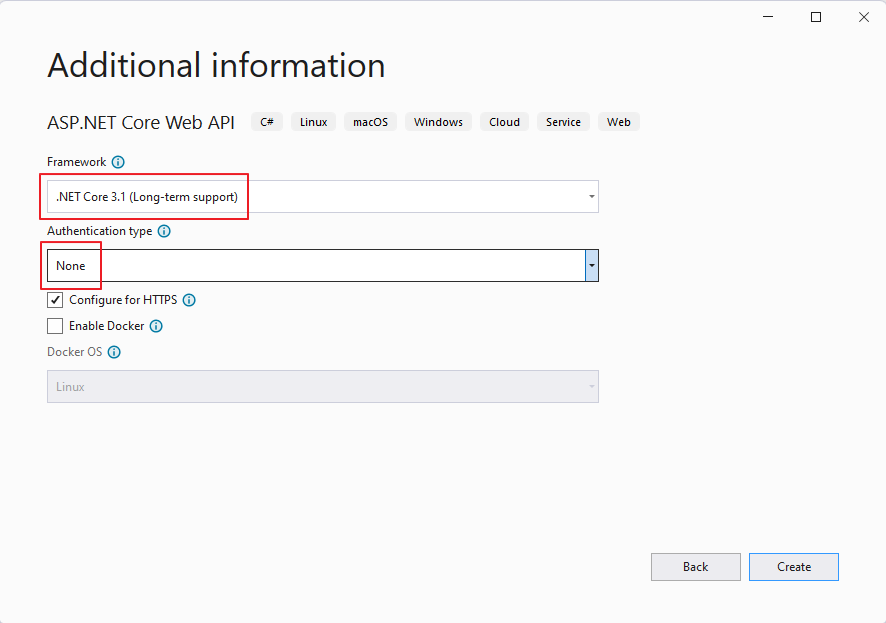 Additional information
ASP.NET Core Web API C# Linux macOS Windows Cloud Service Web
Framework
.NET Core 3.1 (Long-term support)
Authentication type
None
Configure for HTTPS
Enable Docker
Docker OS
Linux
Back Create